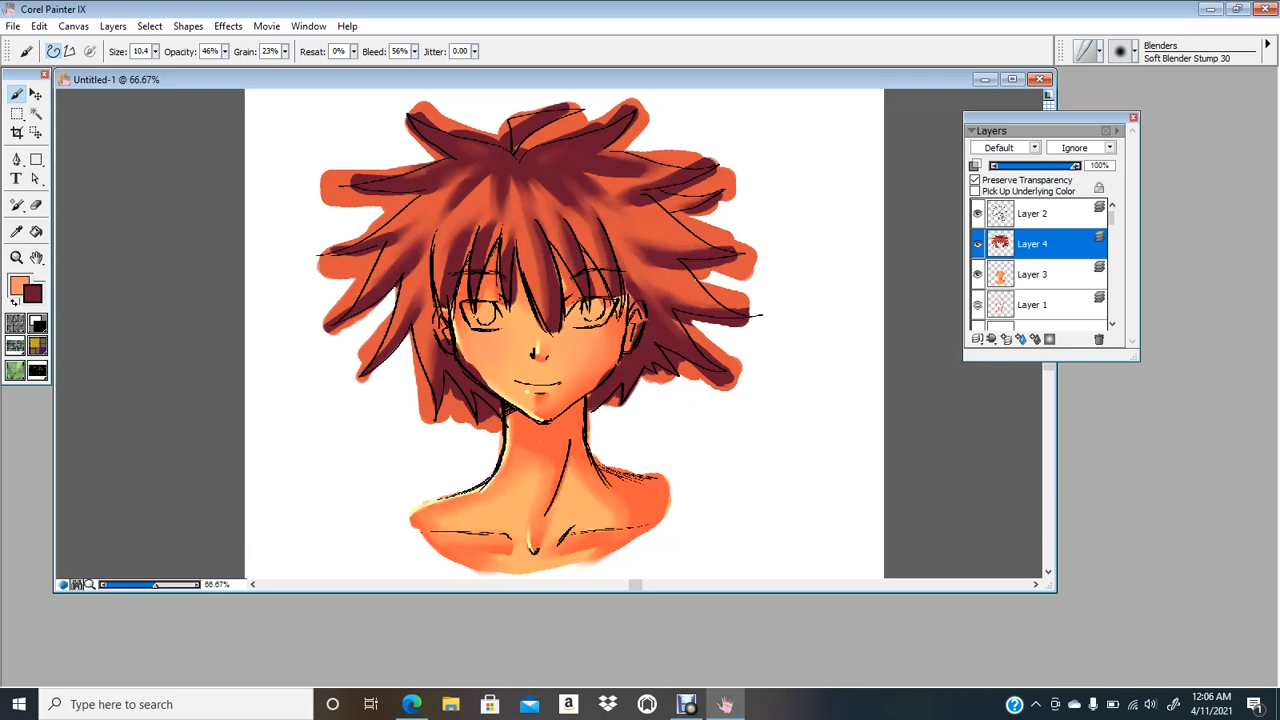 Corel Painter IX
File Edit Canvas Layers Select Shapes Effects Movie Window Help
Size: 10.4 Opacity: 46% Grain: 23% Resat: 0% Bleed: 56% Jitter: 0.00
Blenders
Soft Blender Stump 30
Untitled-1 @ 66.67%
Layers
Default Ignore
100%
Preserve Transparency
Pick Up Underlying Color
Layer 2
Layer 4
Layer 3
Layer 1
T
66.67%
Type here to search
12:06 AM
4/11/2021